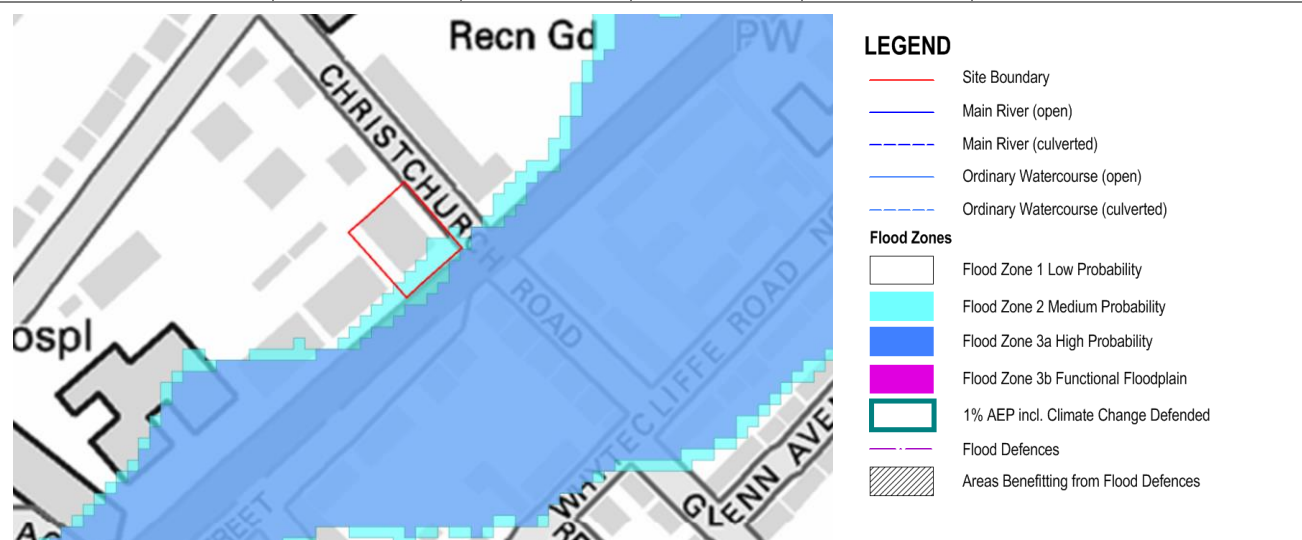 Recn Gd
PW
CHRISTCHURCH ROAD
ospl
WHYTECLIFFE ROAD
GLENN AVE
REET
LEGEND
Site Boundary
Main River (open)
Main River (culverted)
Ordinary Watercourse (open)
Ordinary Watercourse (culverted)
Flood Zones
Flood Zone 1 Low Probability
Flood Zone 2 Medium Probability
Flood Zone 3a High Probability
Flood Zone 3b Functional Floodplain
1% AEP incl. Climate Change Defended
Flood Defences
Areas Benefitting from Flood Defences